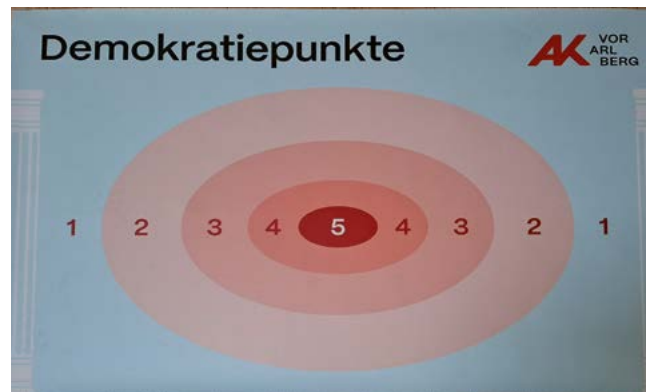 Demokratiepunkte
AK VOR
ARL
BERG
1 2 3 4 5 4 3 2 1